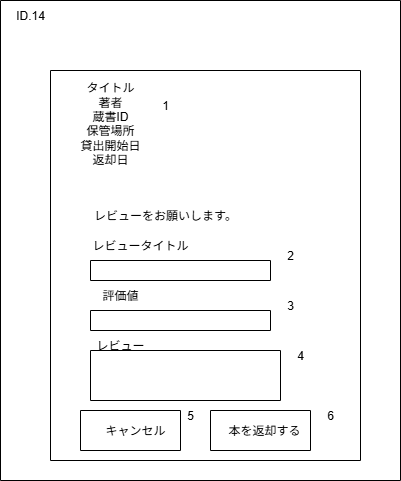 ID.14
タイトル
著者
1
蔵書ID
保管場所
貸出開始日
返却日
レビューをお願いします。
レビュータイトル
2
評価値
3
レビュー
4
キャンセル
5
本を返却する
6